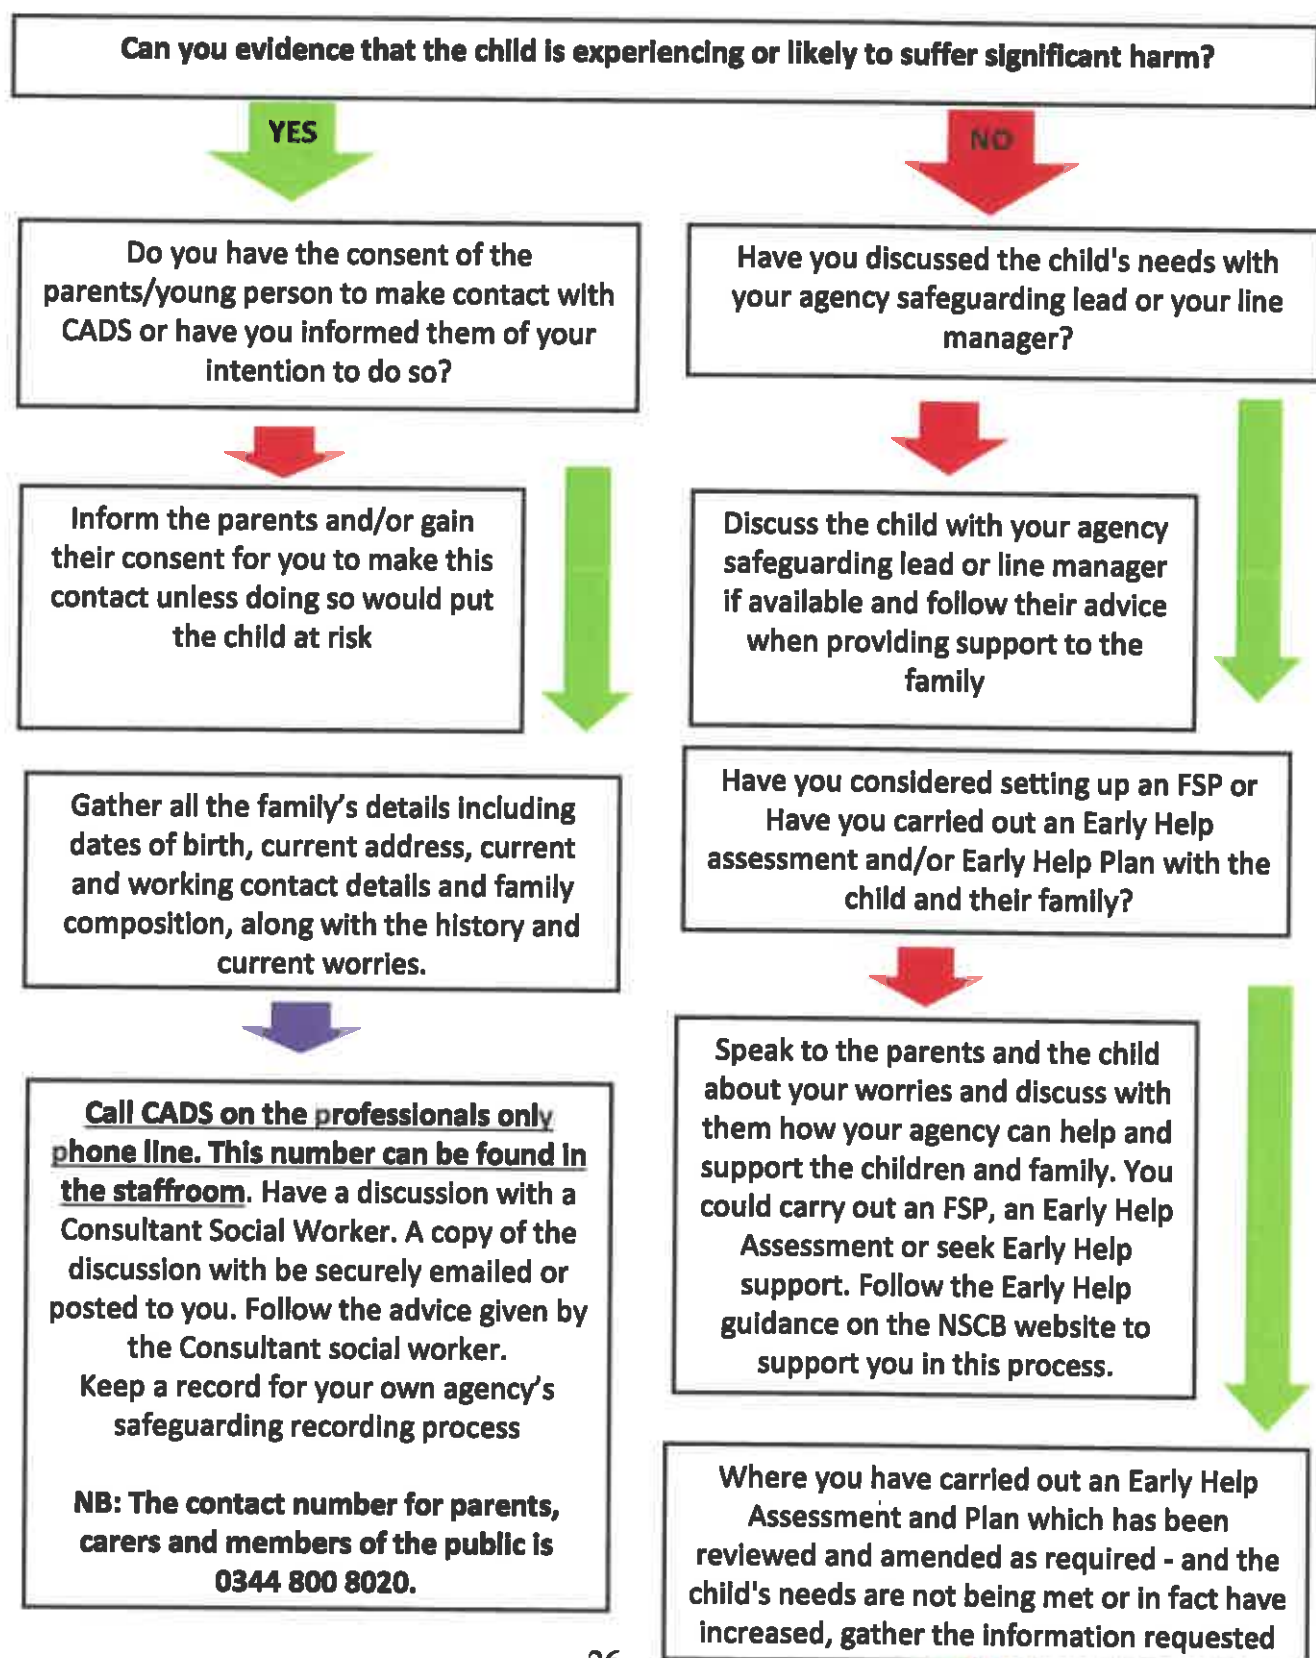 Can you evidence that the child is experiencing or likely to suffer significant harm?
YES
NO
Do you have the consent of the
parents/young person to make contact with
CADS or have you informed them of your
intention to do so?
Inform the parents and/or gain
their consent for you to make this
contact unless doing so would put
the child at risk
Gather all the family's details including
dates of birth, current address, current
and working contact details and family
composition, along with the history and
current worries.
Call CADS on the professionals only
phone line. This number can be found in
the staffroom. Have a discussion with a
Consultant Social Worker. A copy of the
discussion with be securely emailed or
posted to you. Follow the advice given by
the Consultant social worker.
Keep a record for your own agency's
safeguarding recording process
NB: The contact number for parents,
carers and members of the public is
0344 800 8020.
Have you discussed the child's needs with
your agency safeguarding lead or your line
manager?
Discuss the child with your agency
safeguarding lead or line manager
if available and follow their advice
when providing support to the
family
Have you considered setting up an FSP or
Have you carried out an Early Help
assessment and/or Early Help Plan with the
child and their family?
Speak to the parents and the child
about your worries and discuss with
them how your agency can help and
support the children and family. You
could carry out an FSP, an Early Help
Assessment or seek Early Help
support. Follow the Early Help
guidance on the NSCB website to
support you in this process.
Where you have carried out an Early Help
Assessment and Plan which has been
reviewed and amended as required - and the
child's needs are not being met or in fact have
increased, gather the information requested